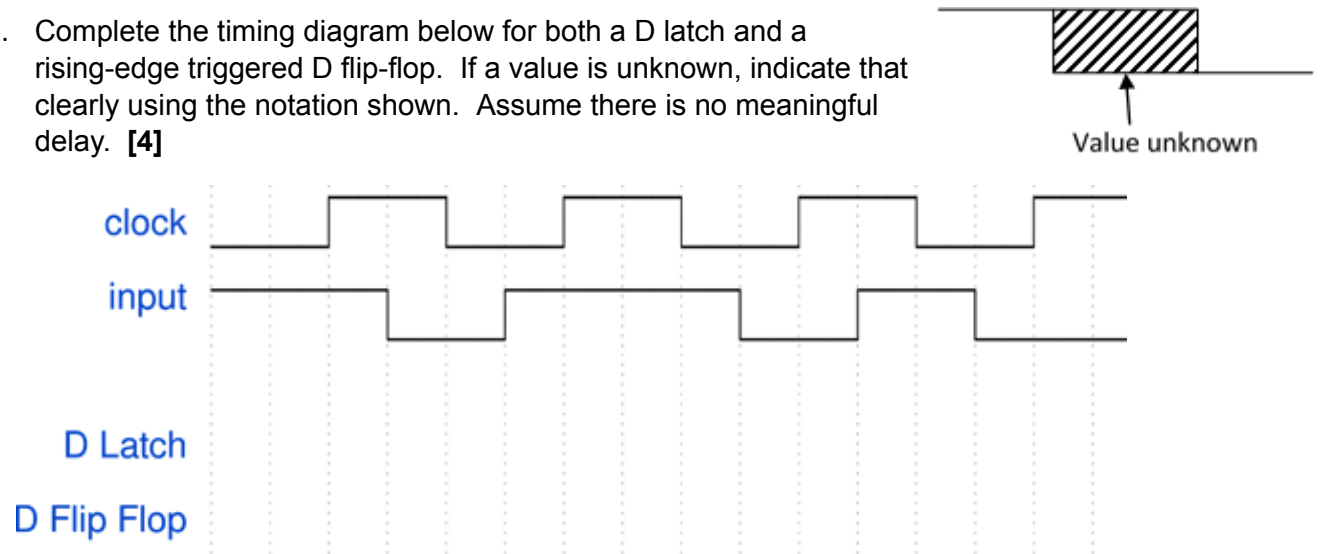 . Complete the timing diagram below for both a D latch and a
rising-edge triggered D flip-flop. If a value is unknown, indicate that
clearly using the notation shown. Assume there is no meaningful
delay. [4]
Value unknown
clock
input
D Latch
D Flip Flop